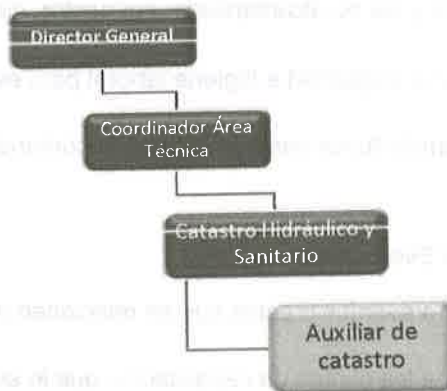 Director General
Coordinador Área
Técnica
Catastro Hidráulico y
Sanitario
Auxiliar de
catastro